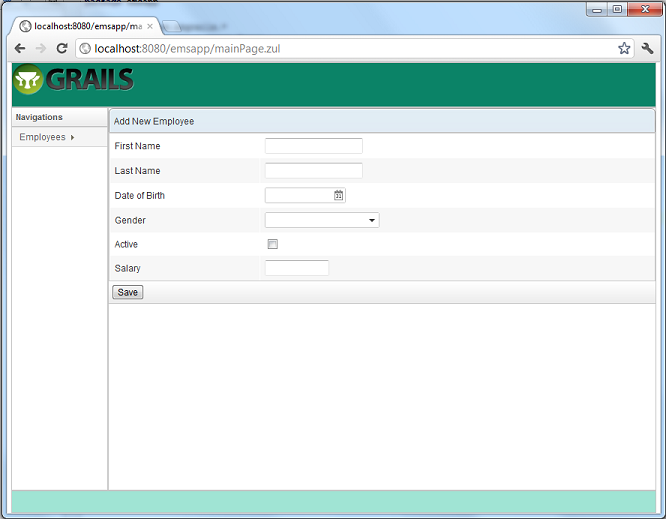 localhost:8080/emsapp/ma
localhost:8080/emsapp/mainPage.zul
GRAILS
Navigations
Employees
Add New Employee
First Name
Last Name
Date of Birth
31
Gender
Active
Salary
Save